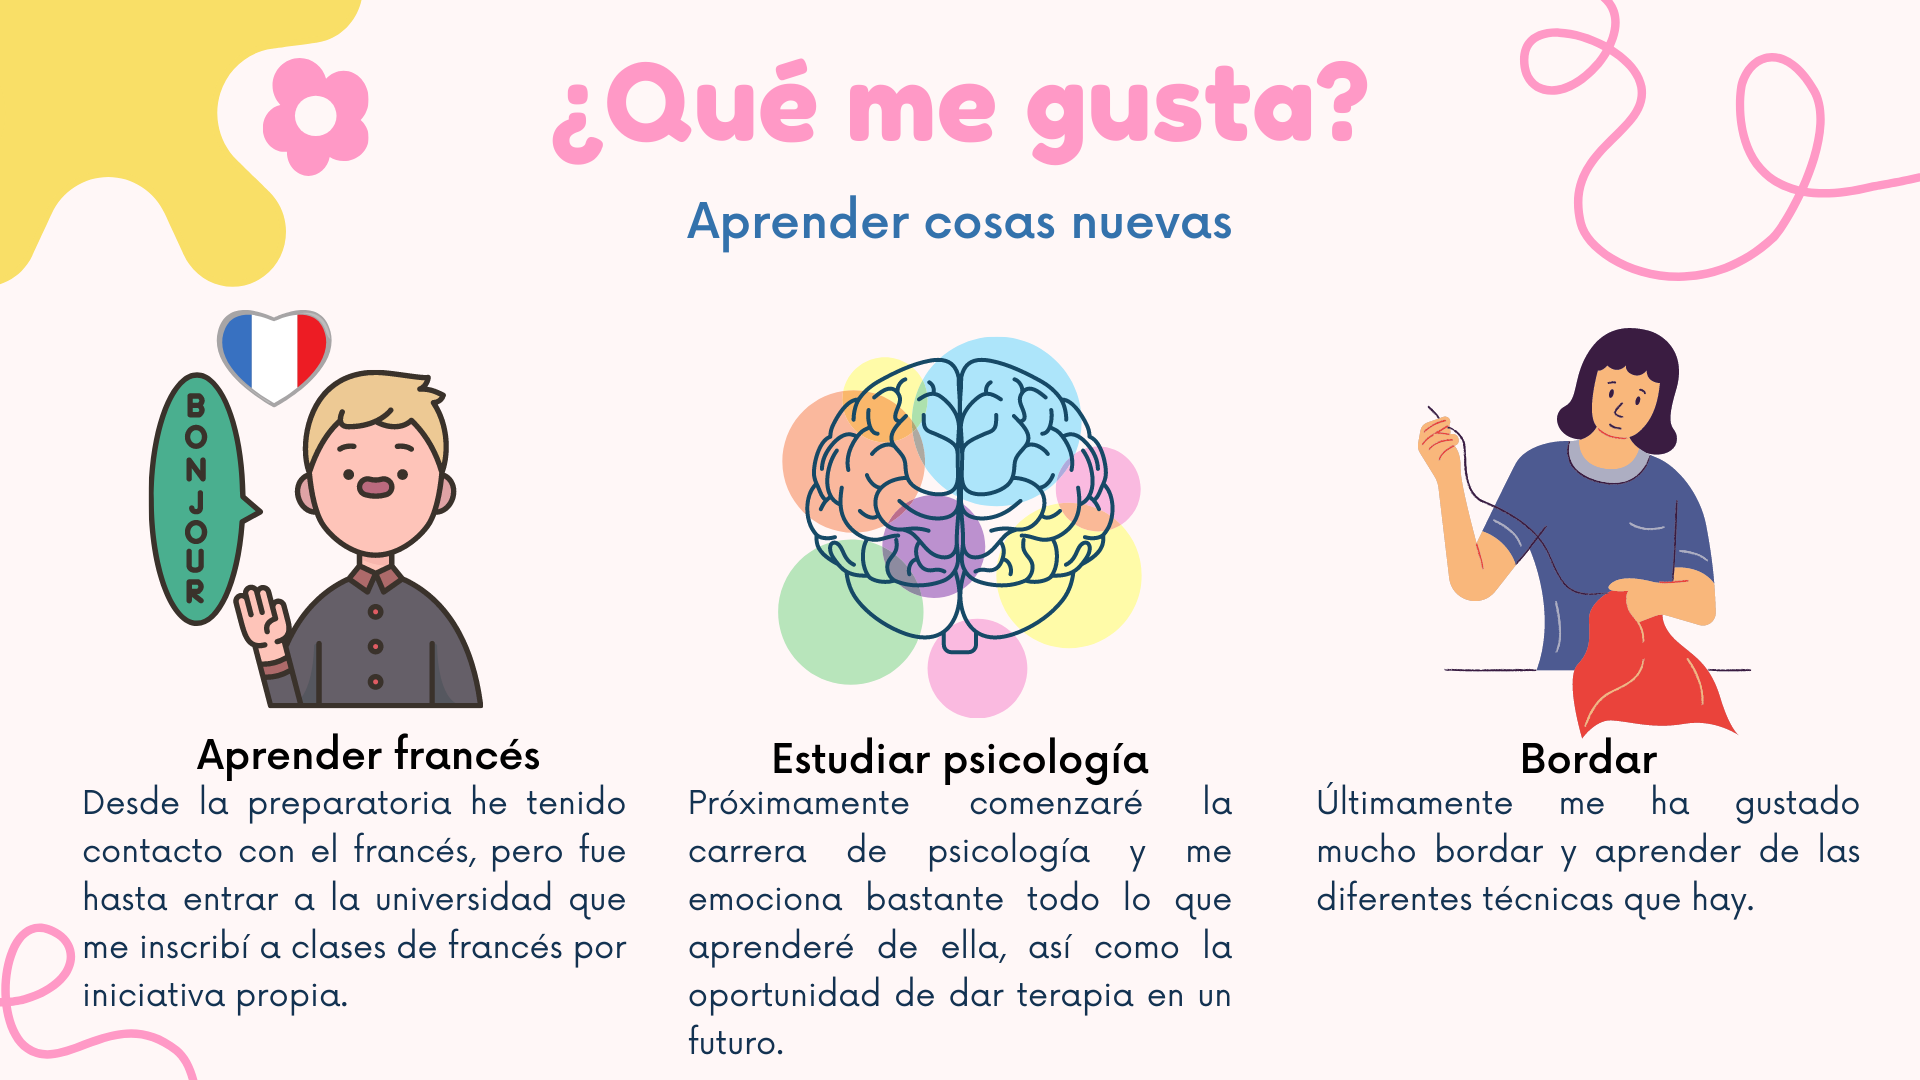 ¿Qué me gusta?
Aprender cosas nuevas
BONJOUR
Aprender francés
Desde la preparatoria he tenido
contacto con el francés, pero fue
hasta entrar a la universidad que
me inscribí a clases de francés por
iniciativa propia.
Estudiar psicología
Próximamente comenzaré la
carrera de psicología y me
emociona bastante todo lo que
aprenderé de ella, así como la
oportunidad de dar terapia en un
futuro.
Bordar
Últimamente me ha gustado
mucho bordar y aprender de las
diferentes técnicas que hay.